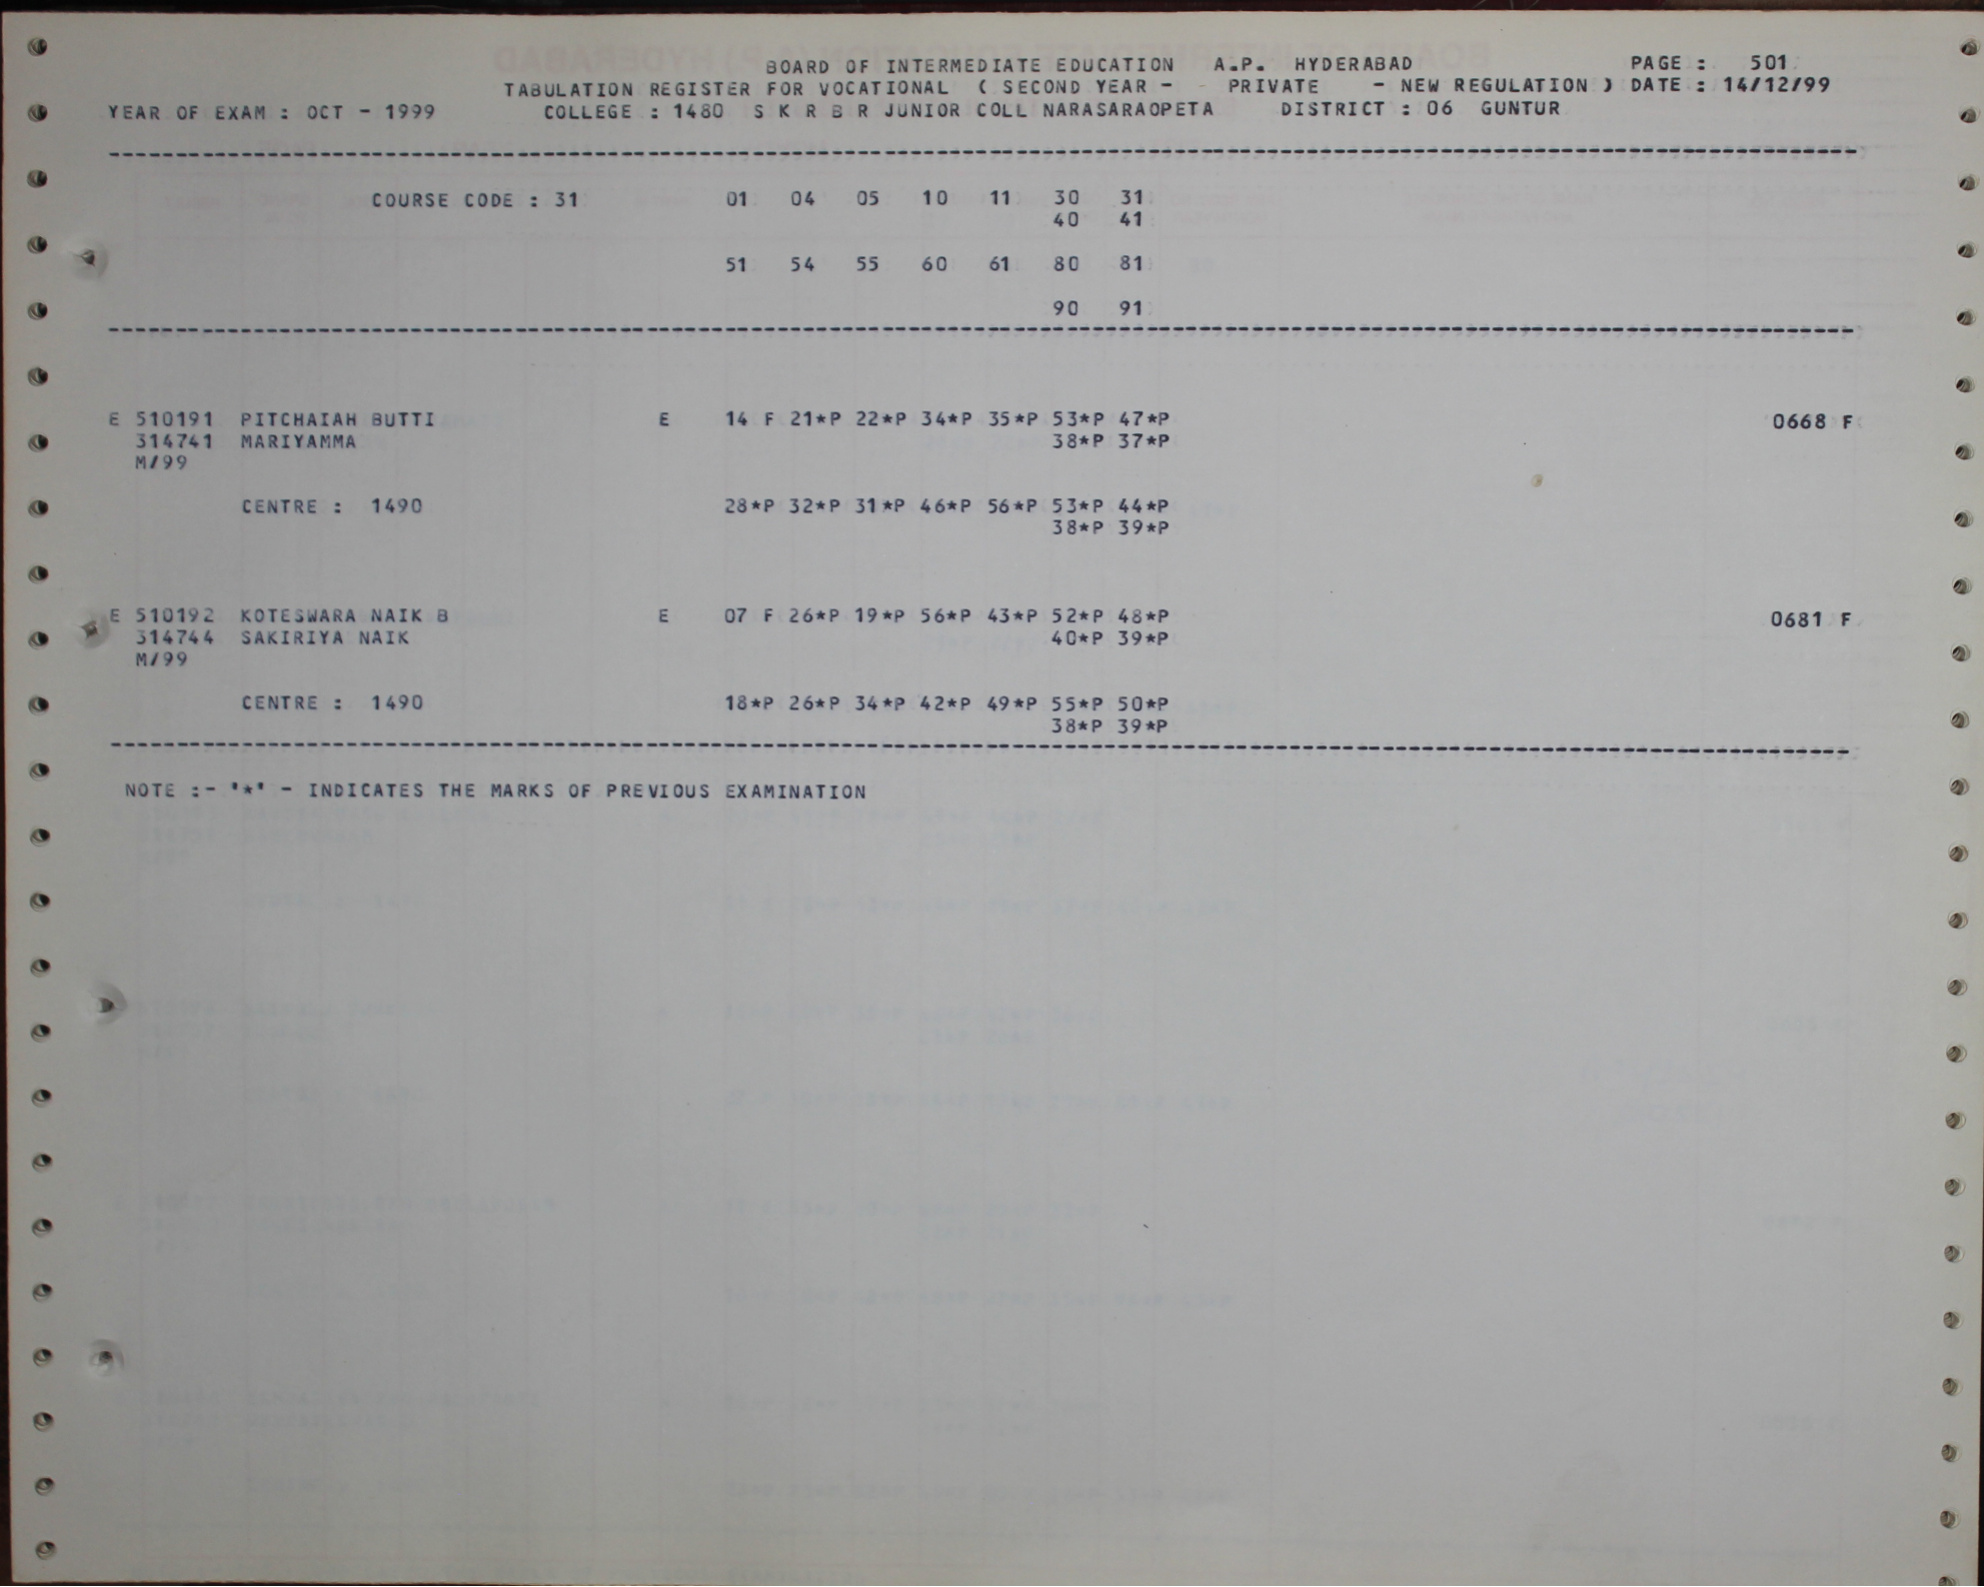 BOARD OF INTERMEDIATE EDUCATION A.P. HYDERABAD PAGE : 501
TABULATION REGISTER FOR VOCATIONAL ( SECOND YEAR - - PRIVATE - NEW REGULATION ) DATE : 14/12/99
YEAR OF EXAM : OCT - 1999 COLLEGE : 1480 S K R B R JUNIOR COLL NARASARAOPETA DISTRICT : 06 GUNTUR
COURSE CODE : 31 01 04 05 10 11 30 31
40 41
51 54 55 60 61 80 81
90 91
E 510191 PITCHAIAH BUTTI E 14 F 21*P 22*P 34*P 35*P 53*P 47*P 0668 F
314741 MARIYAMMA 38*P 37*P
M/99
CENTRE : 1490 28*P 32*P 31*P 46*P 56*P 53*P 44*P
38*P 39*P
E 510192 KOTESWARA NAIK B E 07 F 26*P 19*P 56*P 43*P 52*P 48*P 0681 F
314744 SAKIRIYA NAIK 40*P 39*P
M/99
CENTRE : 1490 18*P 26*P 34*P 42*P 49*P 55*P 50*P
38*P 39*P
NOTE :- '*' - INDICATES THE MARKS OF PREVIOUS EXAMINATION